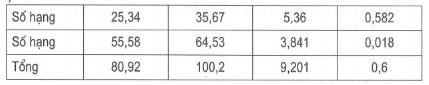 Số hạng 25,34 35,67 5,36 0,582
Số hạng 55,58 64,53 3,841 0,018
Tổng 80,92 100,2 9,201 0,6